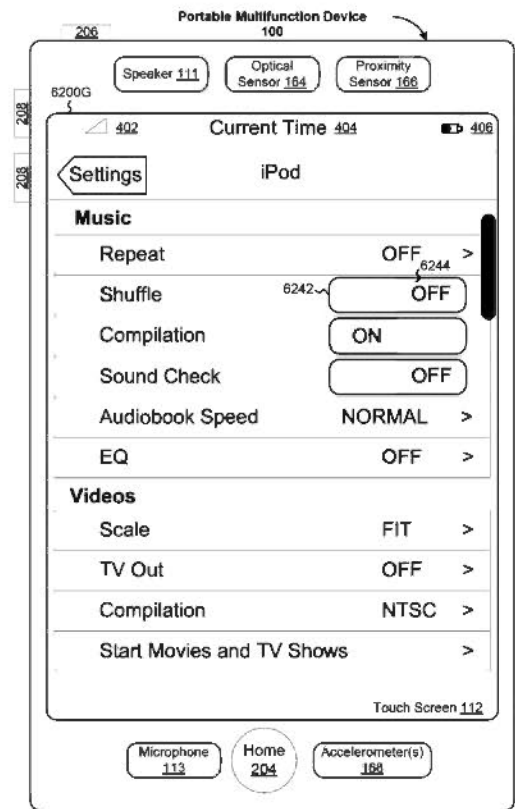 Portable Multifunction Device
100
206
Speaker 111
Optical
Sensor 164
Proximity
Sensor 166
6200G
208
402
Current Time 404
406
208
Settings
iPod
Music
Repeat OFF >
6244
Shuffle 6242 OFF
Compilation ON
Sound Check OFF
Audiobook Speed NORMAL >
EQ OFF >
Videos
Scale FIT >
TV Out OFF >
Compilation NTSC >
Start Movies and TV Shows >
Touch Screen 112
Microphone
113
Home
204
Accelerometer(s)
168